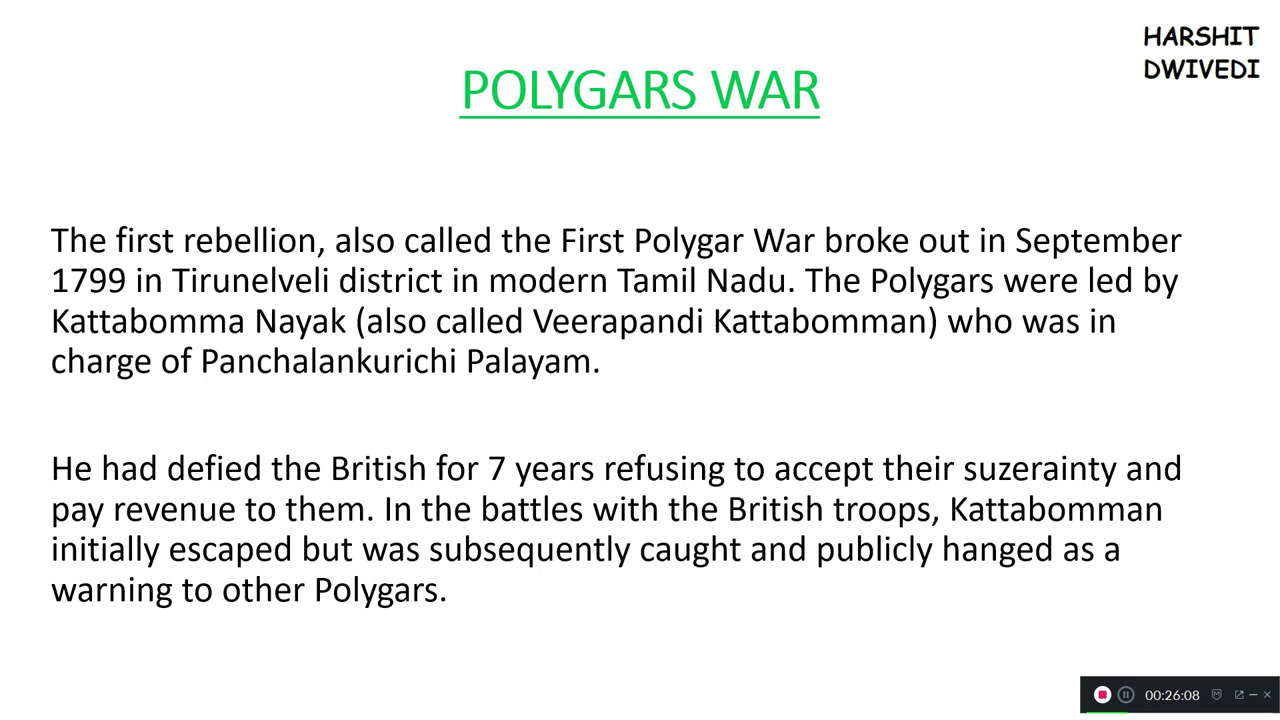 HARSHIT
DWIVEDI
POLYGARS WAR
The first rebellion, also called the First Polygar War broke out in September
1799 in Tirunelveli district in modern Tamil Nadu. The Polygars were led by
Kattabomma Nayak (also called Veerapandi Kattabomman) who was in
charge of Panchalankurichi Palayam.
He had defied the British for 7 years refusing to accept their suzerainty and
pay revenue to them. In the battles with the British troops, Kattabomman
initially escaped but was subsequently caught and publicly hanged as a
warning to other Polygars.
00:26:08